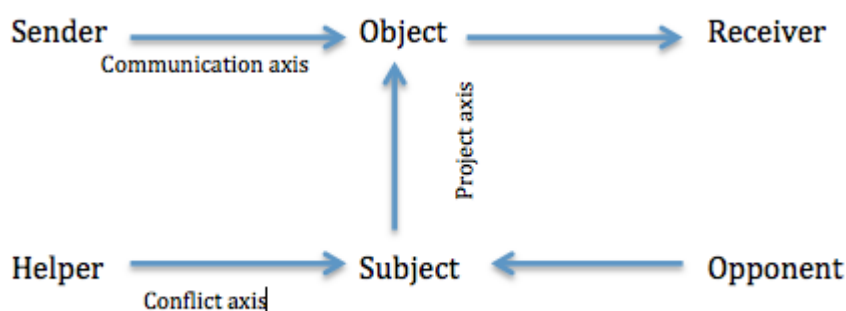 Sender Object Receiver
Communication axis
Project axis
Helper Subject Opponent
Conflict axis